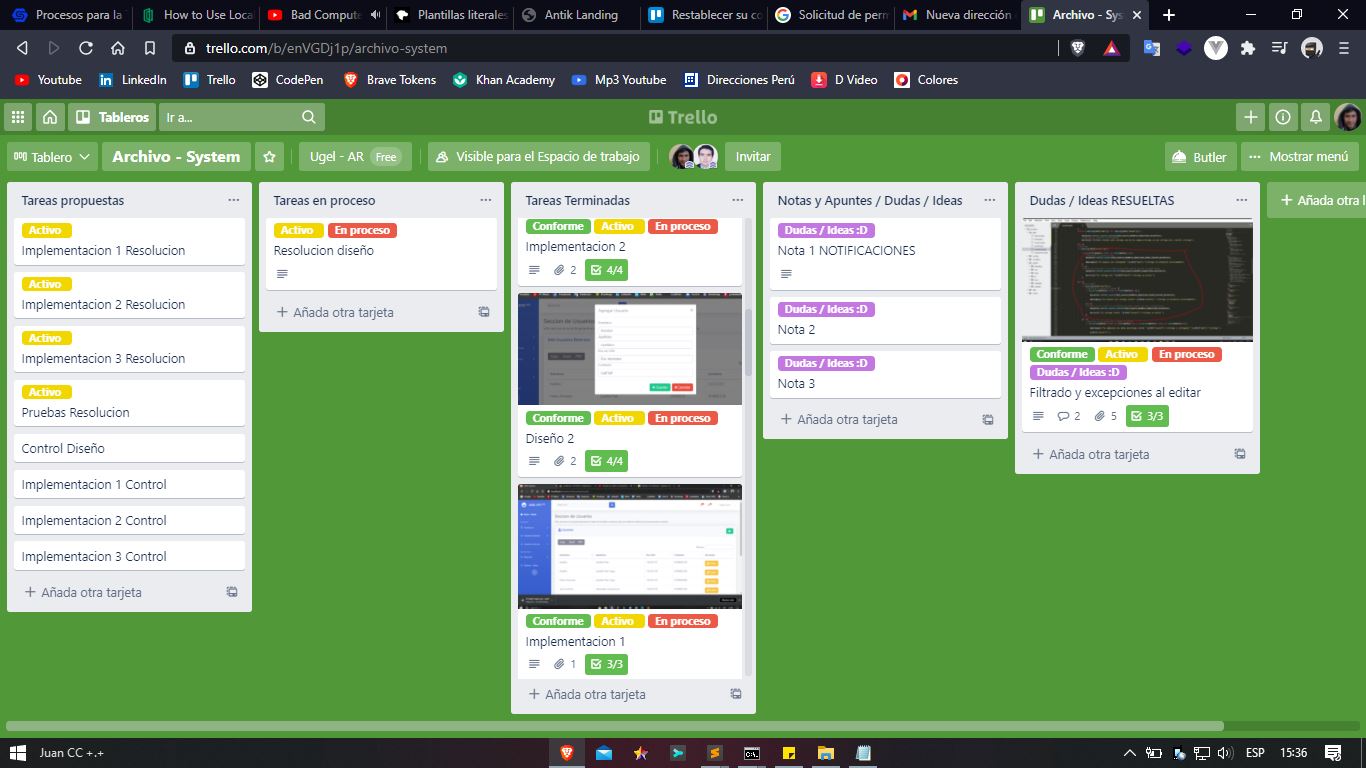 Procesos para la
How to Use Loca
Bad Compute
Plantillas literales
Antik Landing
Restablecer su co
Solicitud de perm
Nueva dirección
Archivo - Sys
trello.com/b/enVGDj1p/archivo-system
Youtube
LinkedIn
Trello
CodePen
Brave Tokens
Khan Academy
Mp3 Youtube
Direcciones Perú
D Video
Colores
Tableros
Ir a...
Trello
Tablero
Archivo - System
Ugel - AR Free
Visible para el Espacio de trabajo
Invitar
Butler
Mostrar menú
Tareas propuestas
Activo
Implementacion 1 Resolucion
Activo
Implementacion 2 Resolucion
Activo
Implementacion 3 Resolucion
Activo
Pruebas Resolucion
Control Diseño
Implementacion 1 Control
Implementacion 2 Control
Implementacion 3 Control
+ Añada otra tarjeta
Tareas en proceso
Activo En proceso
Resolucion diseño
+ Añada otra tarjeta
Tareas Terminadas
Conforme Activo En proceso
Implementacion 2
2 4/4
Agregar Usuario
Conforme Activo En proceso
Diseño 2
2 4/4
Seccion de Usuarios
Conforme Activo En proceso
Implementacion 1
1 3/3
+ Añada otra tarjeta
Notas y Apuntes / Dudas / Ideas
Dudas / Ideas :D
Nota 1 NOTIFICACIONES
Dudas / Ideas :D
Nota 2
Dudas / Ideas :D
Nota 3
+ Añada otra tarjeta
Dudas / Ideas RESUELTAS
Conforme Activo En proceso
Dudas / Ideas :D
Filtrado y excepciones al editar
2 5 3/3
+ Añada otra tarjeta
+ Añada otra l
Juan CC +.+
ESP
15:36